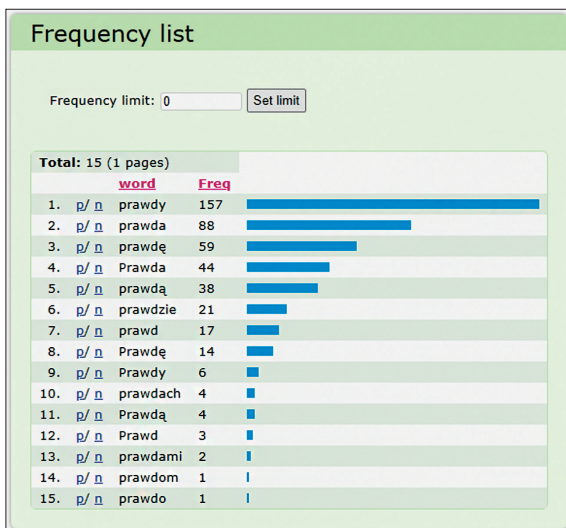 Frequency list
Frequency limit: 0 Set limit
Total: 15 (1 pages)
word Freq
1. p/ n prawdy 157
2. p/ n prawda 88
3. p/ n prawdę 59
4. p/ n Prawda 44
5. p/ n prawdą 38
6. p/ n prawdzie 21
7. p/ n prawd 17
8. p/ n Prawdę 14
9. p/ n Prawdy 6
10. p/ n prawdach 4
11. p/ n Prawdą 4
12. p/ n Prawd 3
13. p/ n prawdami 2
14. p/ n prawdom 1
15. p/ n prawdo 1